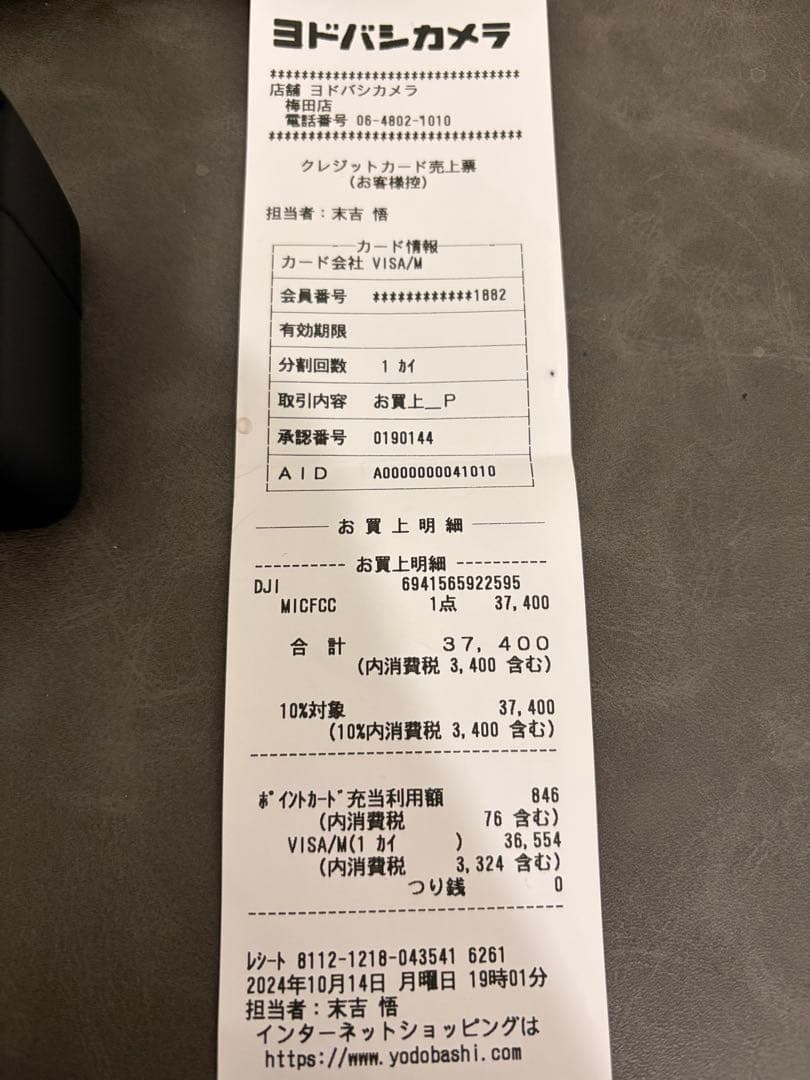 ヨドバシカメラ
******************************
店舗 ヨドバシカメラ
梅田店
電話番号 06-4802-1010
******************************
クレジットカード売上票
(お客様控)
担当者：末吉 悟
カード情報
カード会社 VISA/M
会員番号 ************1882
有効期限
分割回数 1 ｶｲ
取引内容 お買上__P
承認番号 0190144
AID A0000000041010
お買上明細
---------- お買上明細 ----------
DJI 6941565922595
MICFCC 1点 37,400
合 計 37,400
(内消費税 3,400 含む)
10%対象 37,400
(10%内消費税 3,400 含む)
ﾎﾟｲﾝﾄｶｰﾄﾞ充当利用額 846
(内消費税 76 含む)
VISA/M(1 ｶｲ ) 36,554
(内消費税 3,324 含む)
つり銭 0
ﾚｼｰﾄ 8112-1218-043541 6261
2024年10月14日 月曜日 19時01分
担当者：末吉 悟
インターネットショッピングは
https://www.yodobashi.com